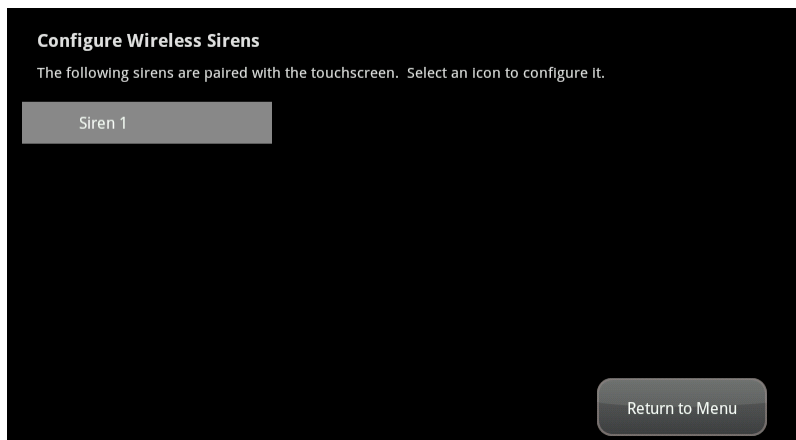 Configure Wireless Sirens
The following sirens are paired with the touchscreen.  Select an icon to configure it.
Siren 1
Return to Menu